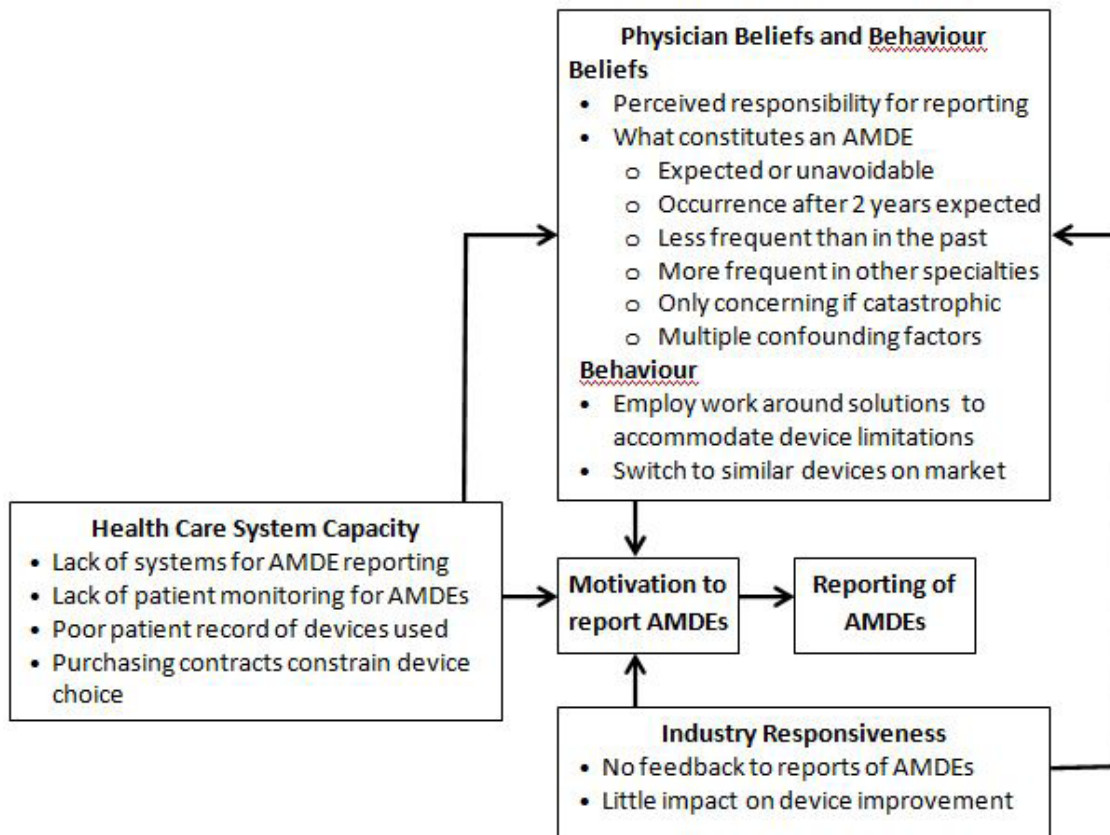 Physician Beliefs and Behaviour
Beliefs
• Perceived responsibility for reporting
• What constitutes an AMDE
o Expected or unavoidable
o Occurrence after 2 years expected
o Less frequent than in the past
o More frequent in other specialties
o Only concerning if catastrophic
o Multiple confounding factors
Behaviour
• Employ work around solutions to
accommodate device limitations
• Switch to similar devices on market
Health Care System Capacity
• Lack of systems for AMDE reporting
• Lack of patient monitoring for AMDEs
• Poor patient record of devices used
• Purchasing contracts constrain device
choice
Motivation to
report AMDEs
Reporting of
AMDEs
Industry Responsiveness
• No feedback to reports of AMDEs
• Little impact on device improvement